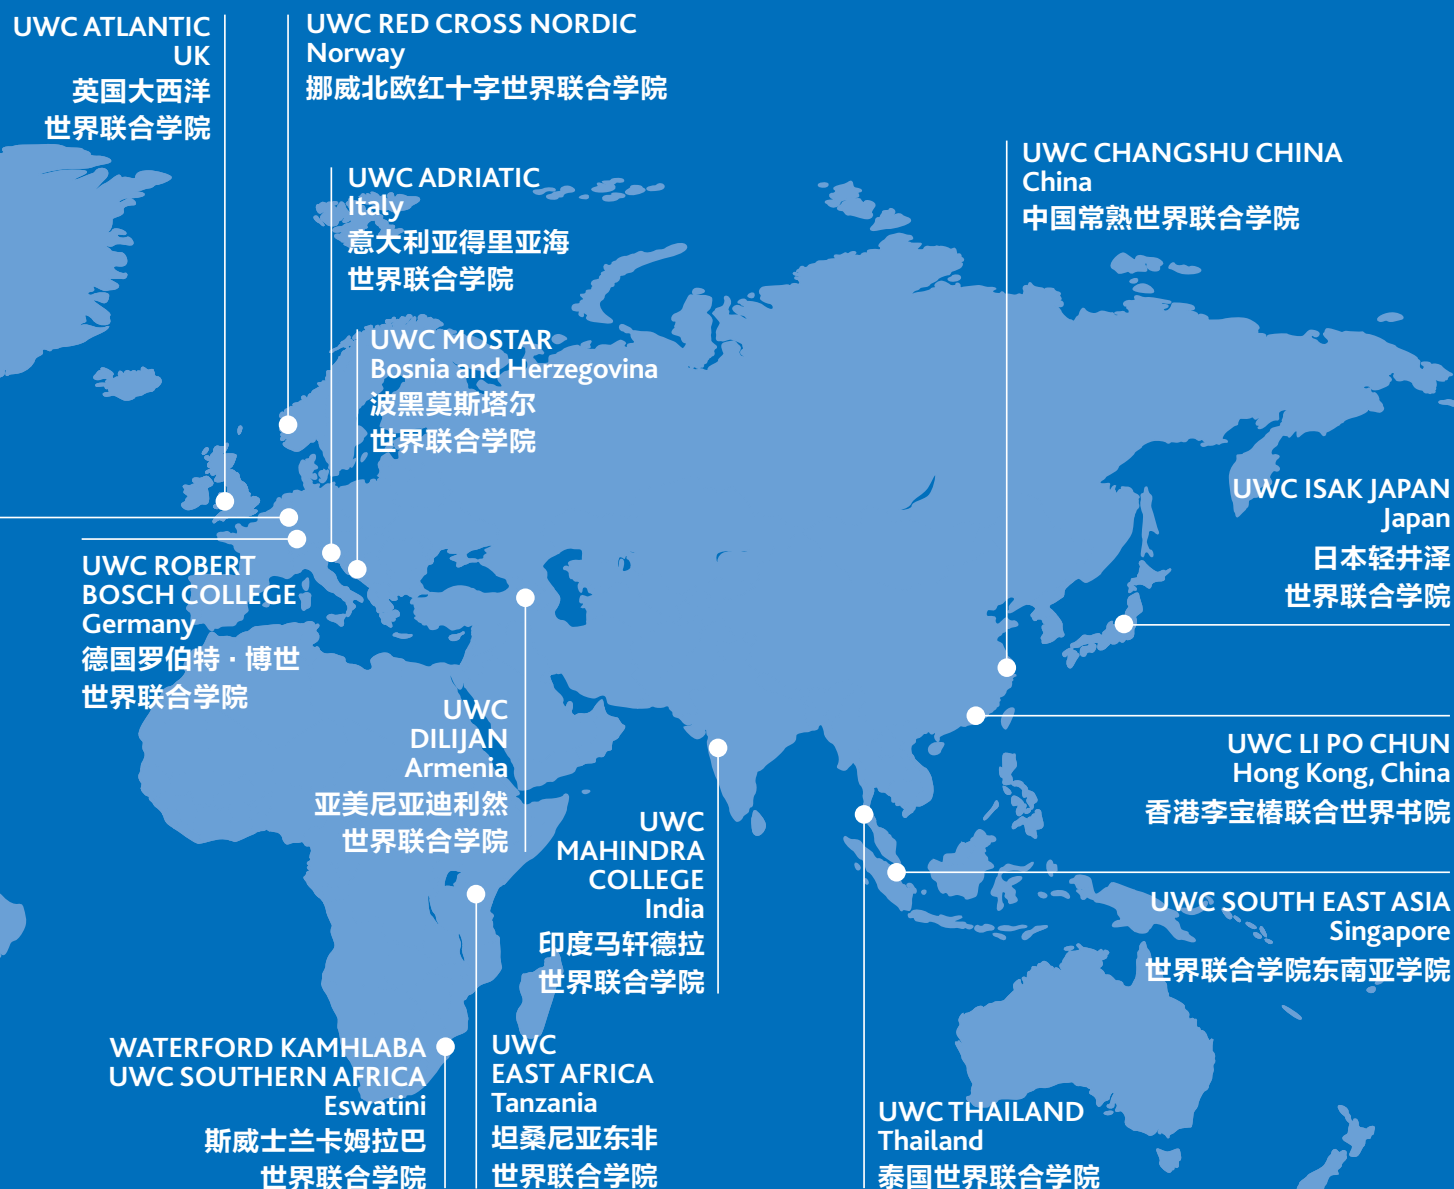 UWC ATLANTIC
UK
英国大西洋
世界联合学院
UWC RED CROSS NORDIC
Norway
挪威北欧红十字世界联合学院
UWC ADRIATIC
Italy
意大利亚得里亚海
世界联合学院
UWC CHANGSHU CHINA
China
中国常熟世界联合学院
UWC MOSTAR
Bosnia and Herzegovina
波黑莫斯塔尔
世界联合学院
UWC ISAK JAPAN
Japan
日本轻井泽
世界联合学院
UWC ROBERT
BOSCH COLLEGE
Germany
德国罗伯特·博世
世界联合学院
UWC
DILIJAN
Armenia
亚美尼亚迪利然
世界联合学院
UWC LI PO CHUN
Hong Kong, China
香港李宝椿联合世界书院
UWC
MAHINDRA
COLLEGE
India
印度马轩德拉
世界联合学院
UWC SOUTH EAST ASIA
Singapore
世界联合学院东南亚学院
WATERFORD KAMHLABA
UWC SOUTHERN AFRICA
Eswatini
斯威士兰卡姆拉巴
世界联合学院
UWC
EAST AFRICA
Tanzania
坦桑尼亚东非
世界联合学院
UWC THAILAND
Thailand
泰国世界联合学院